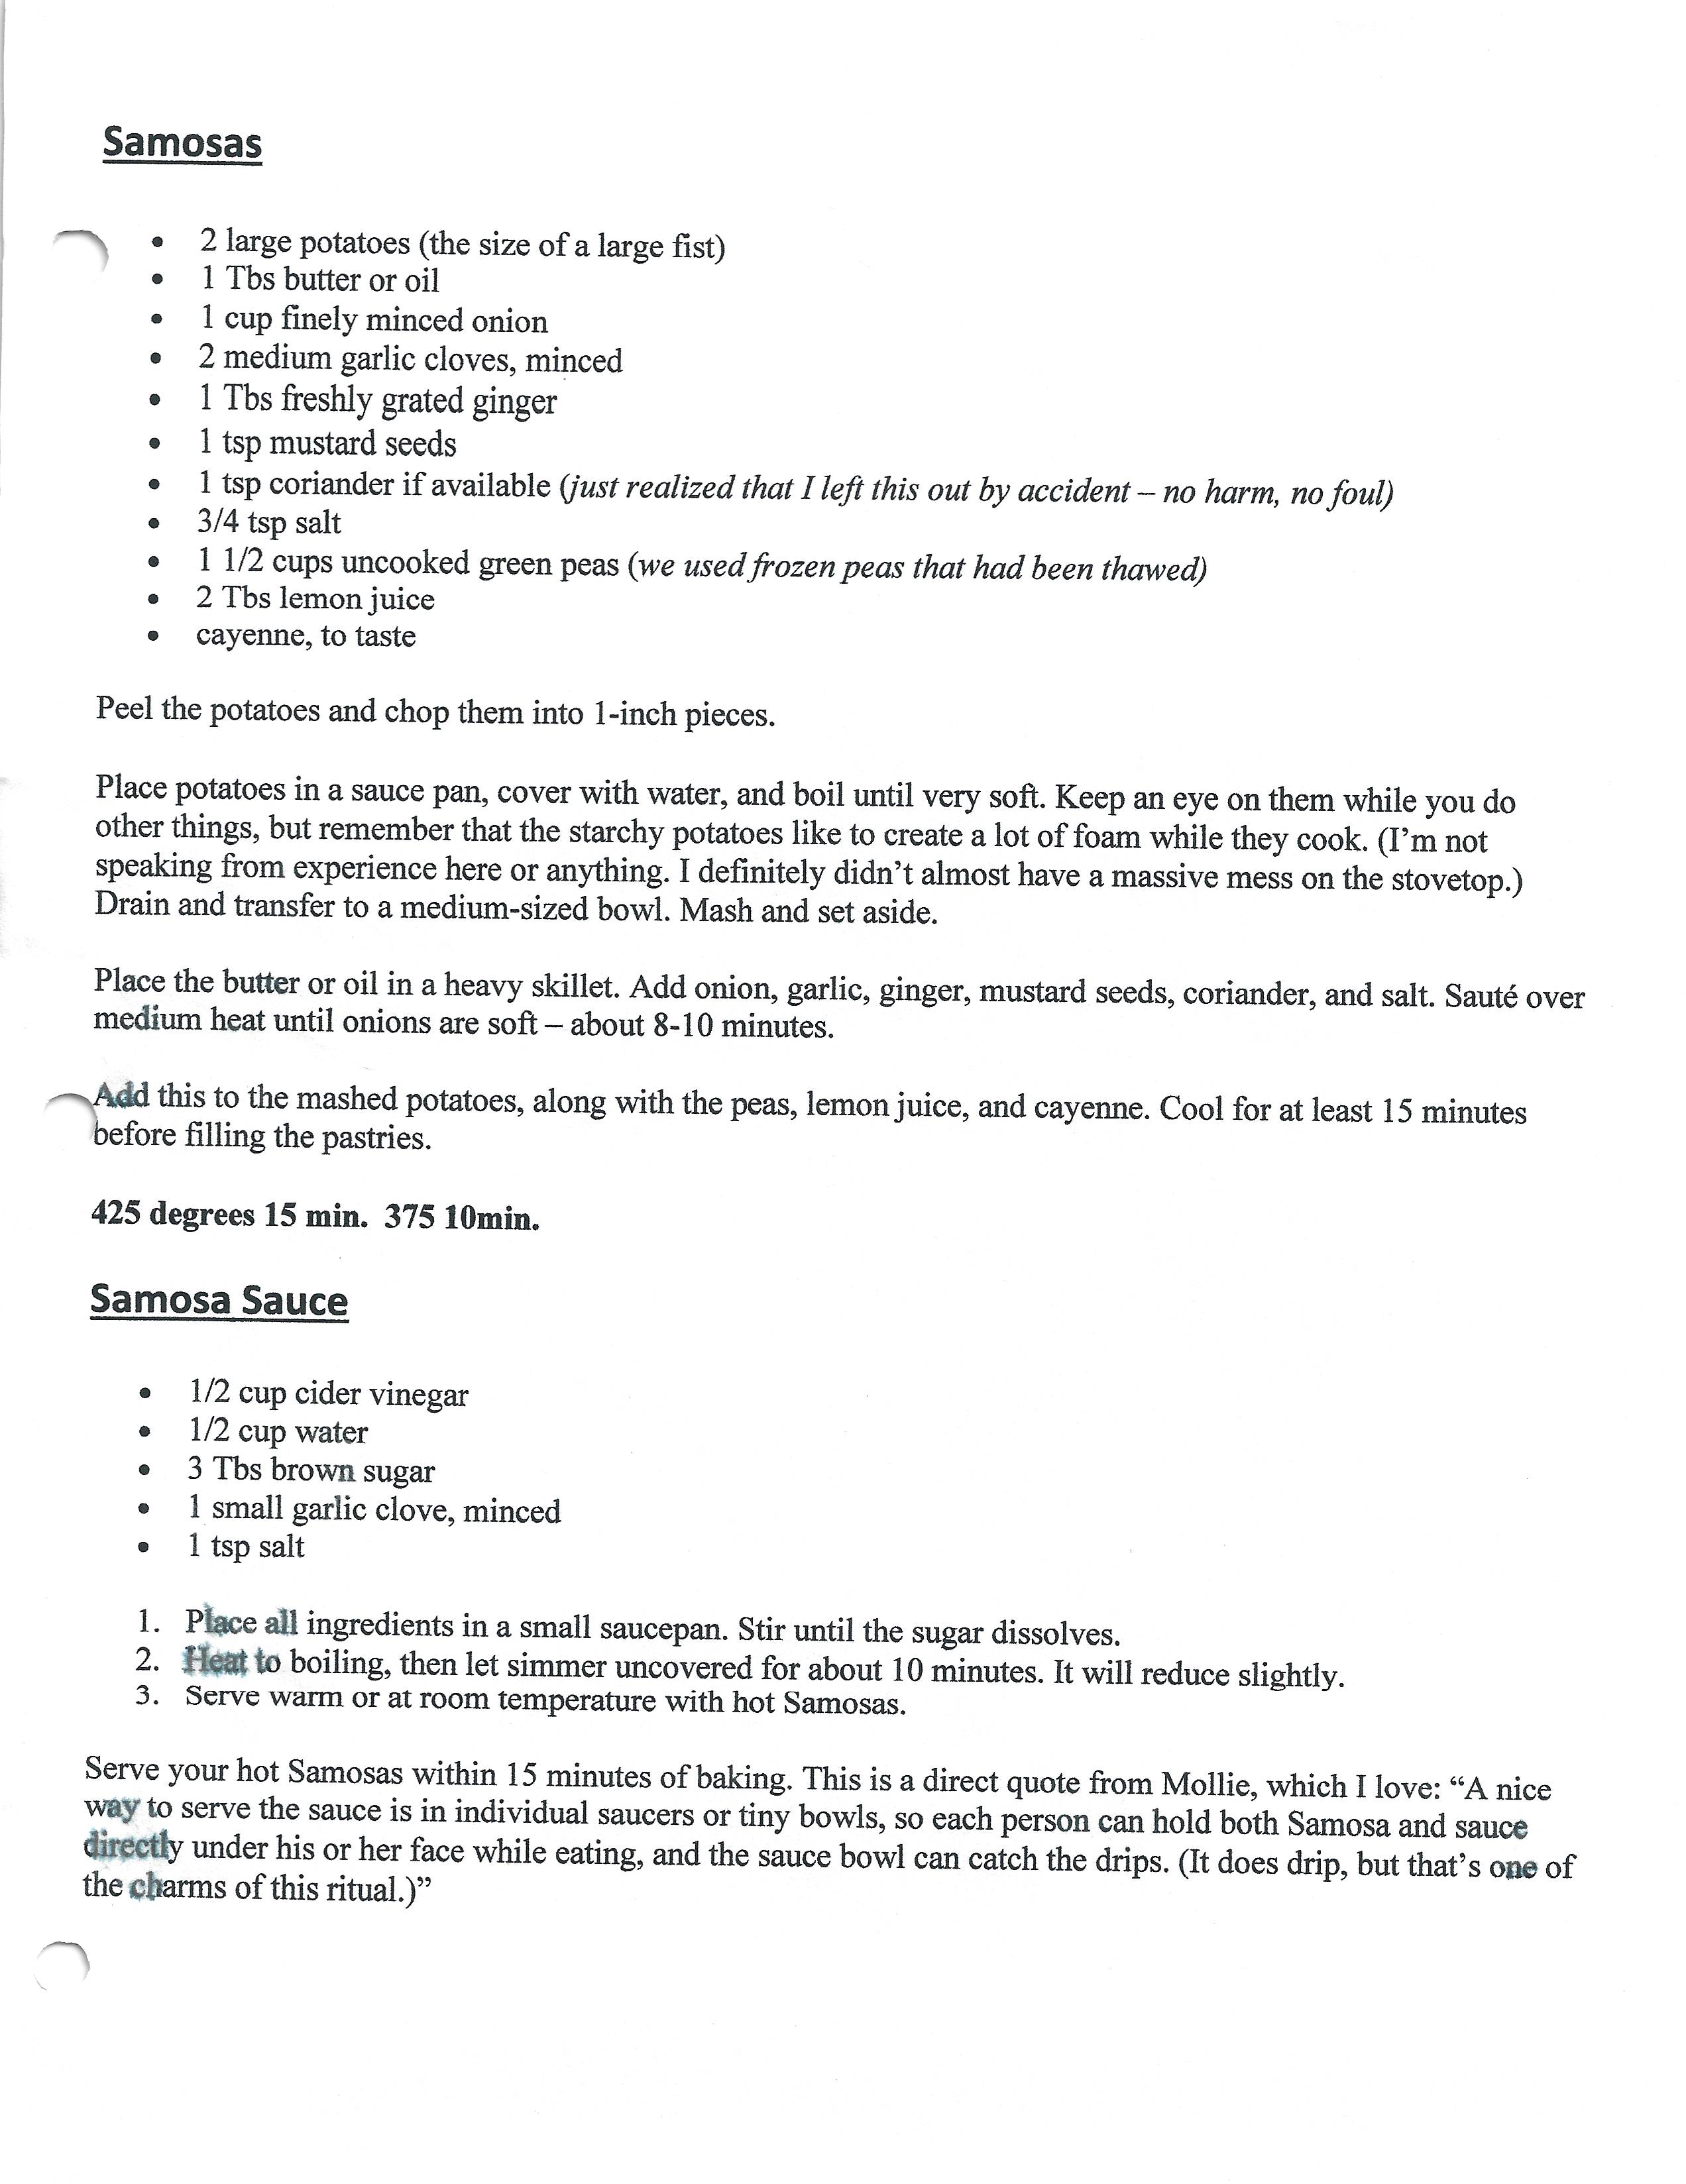 Samosas
• 2 large potatoes (the size of a large fist)
• 1 Tbs butter or oil
• 1 cup finely minced onion
• 2 medium garlic cloves, minced
• 1 Tbs freshly grated ginger
• 1 tsp mustard seeds
• 1 tsp coriander if available (just realized that I left this out by accident – no harm, no foul)
• 3/4 tsp salt
• 1 1/2 cups uncooked green peas (we used frozen peas that had been thawed)
• 2 Tbs lemon juice
• cayenne, to taste
Peel the potatoes and chop them into 1-inch pieces.
Place potatoes in a sauce pan, cover with water, and boil until very soft. Keep an eye on them while you do
other things, but remember that the starchy potatoes like to create a lot of foam while they cook. (I’m not
speaking from experience here or anything. I definitely didn’t almost have a massive mess on the stovetop.)
Drain and transfer to a medium-sized bowl. Mash and set aside.
Place the butter or oil in a heavy skillet. Add onion, garlic, ginger, mustard seeds, coriander, and salt. Sauté over
medium heat until onions are soft – about 8-10 minutes.
Add this to the mashed potatoes, along with the peas, lemon juice, and cayenne. Cool for at least 15 minutes
before filling the pastries.
425 degrees 15 min.  375 10min.
Samosa Sauce
• 1/2 cup cider vinegar
• 1/2 cup water
• 3 Tbs brown sugar
• 1 small garlic clove, minced
• 1 tsp salt
1. Place all ingredients in a small saucepan. Stir until the sugar dissolves.
2. Heat to boiling, then let simmer uncovered for about 10 minutes. It will reduce slightly.
3. Serve warm or at room temperature with hot Samosas.
Serve your hot Samosas within 15 minutes of baking. This is a direct quote from Mollie, which I love: “A nice
way to serve the sauce is in individual saucers or tiny bowls, so each person can hold both Samosa and sauce
directly under his or her face while eating, and the sauce bowl can catch the drips. (It does drip, but that’s one of
the charms of this ritual.)”